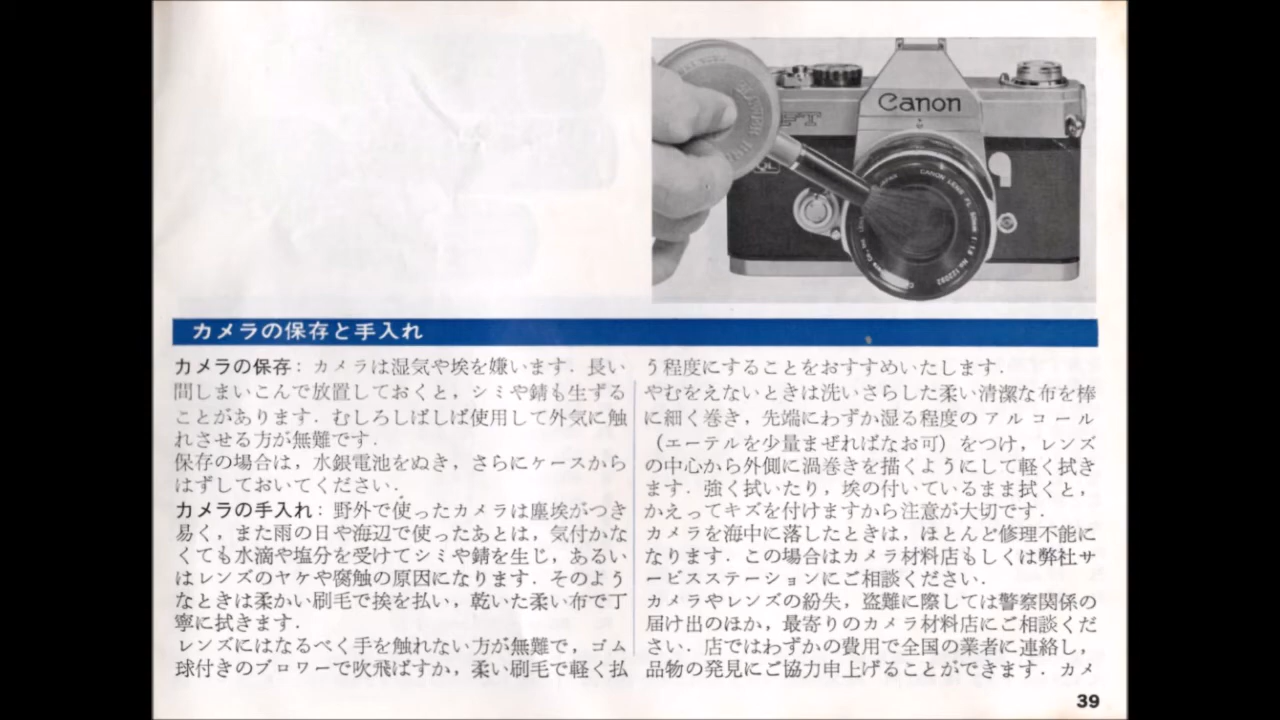 Canon
FT
QL
CANON LENS FL 50mm 1:1.8 No. 122092
カメラの保存と手入れ
カメラの保存：カメラは湿気や埃を嫌います．長い
間しまいこんで放置しておくと，シミや錆も生ずる
ことがあります．むしろしばしば使用して外気に触
れさせる方が無難です．
保存の場合は，水銀電池をぬき，さらにケースから
はずしておいてください．
カメラの手入れ：野外で使ったカメラは塵埃がつき
易く，また雨の日や海辺で使ったあとは，気付かな
くても水滴や塩分を受けてシミや錆を生じ，あるい
はレンズのヤケや腐触の原因になります．そのよう
なときは柔かい刷毛で挨を払い，乾いた柔い布で丁
寧に拭きます．
レンズにはなるべく手を触れない方が無難で，ゴム
球付きのブロワーで吹飛ばすか，柔い刷毛で軽く払
う程度にすることをおすすめいたします．
やむをえないときは洗いさらした柔い清潔な布を棒
に細く巻き，先端にわずか湿る程度のアルコール
（エーテルを少量まぜればなお可）をつけ，レンズ
の中心から外側に渦巻きを描くようにして軽く拭き
ます．強く拭いたり，埃の付いているまま拭くと，
かえってキズを付けますから注意が大切です．
カメラを海中に落したときは，ほとんど修理不能に
なります．この場合はカメラ材料店もしくは弊社サ
ービスステーションにご相談ください．
カメラやレンズの紛失，盗難に際しては警察関係の
届け出のほか，最寄りのカメラ材料店にご相談くだ
さい．店ではわずかの費用で全国の業者に連絡し，
品物の発見にご協力申上げることができます．カメ
39